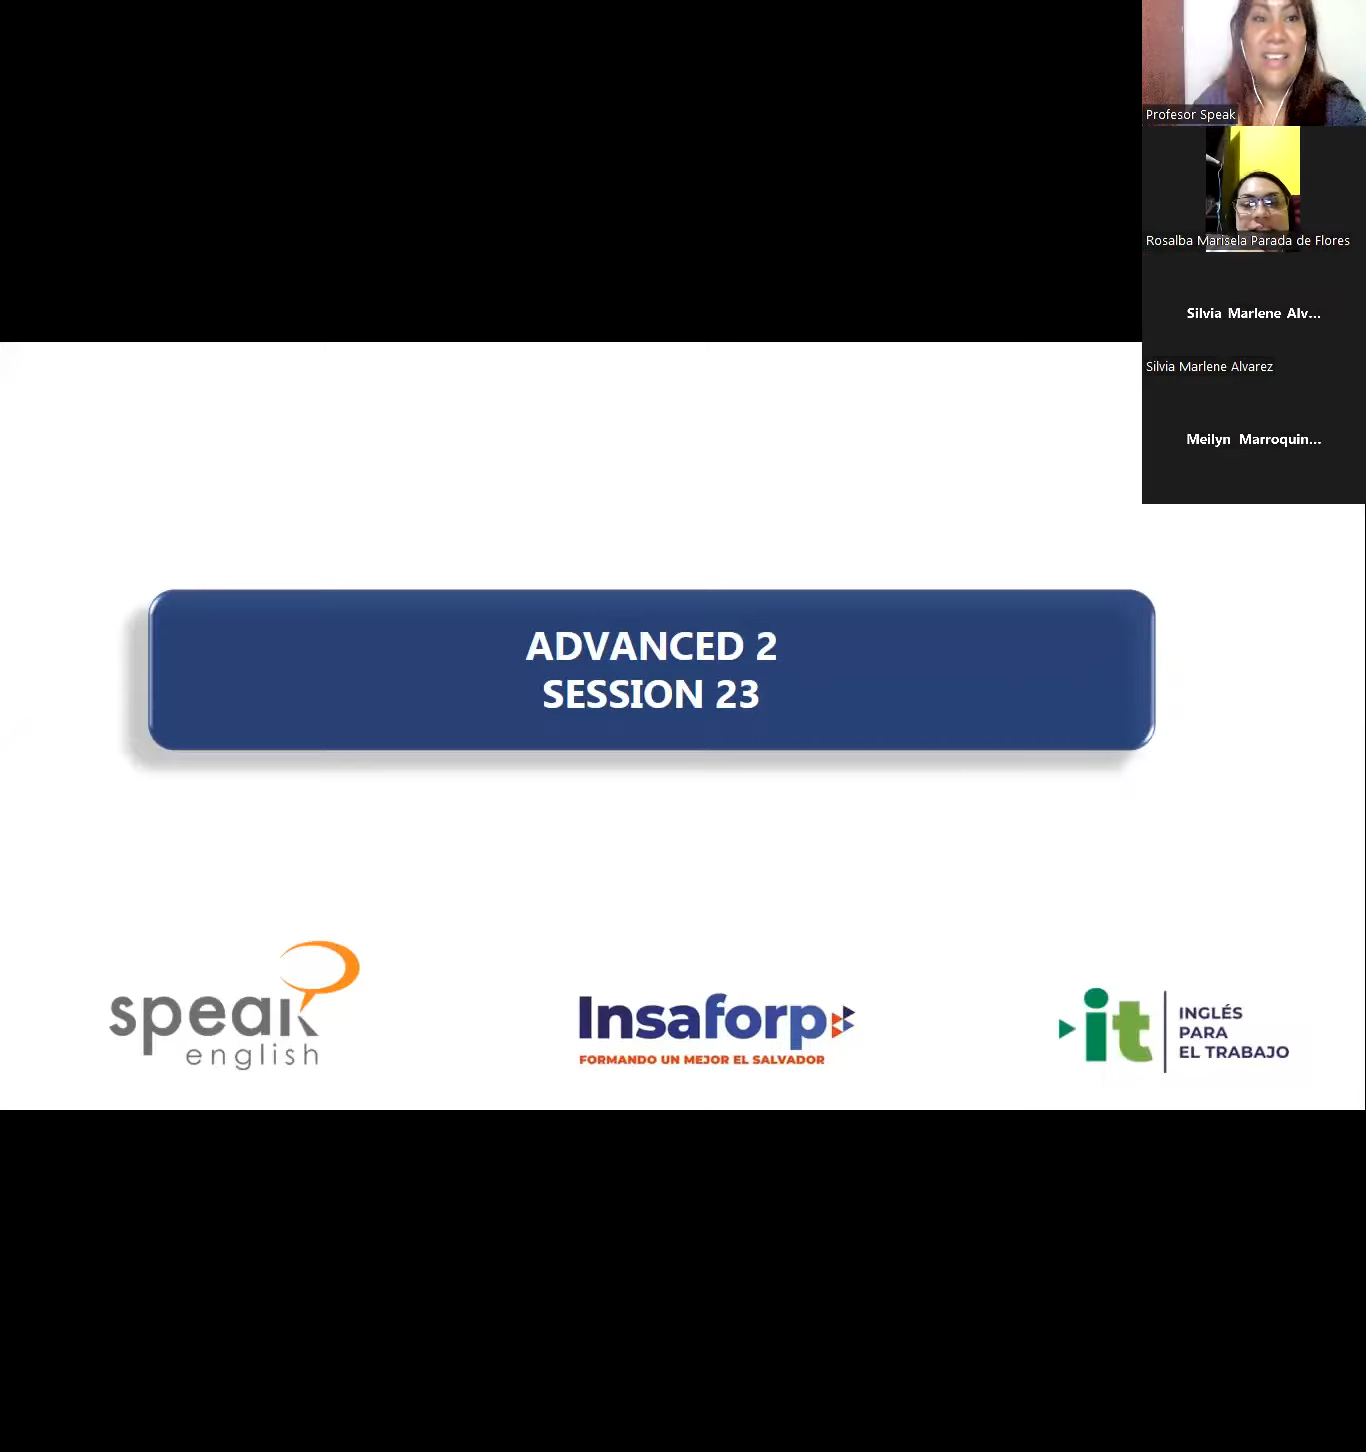 Profesor Speak
Rosalba Marisela Parada de Flores
Silvia Marlene Alv...
Silvia Marlene Alvarez
Meilyn Marroquin...
ADVANCED 2
SESSION 23
speak
english
Insaforp
FORMANDO UN MEJOR EL SALVADOR
it
INGLÉS
PARA
EL TRABAJO